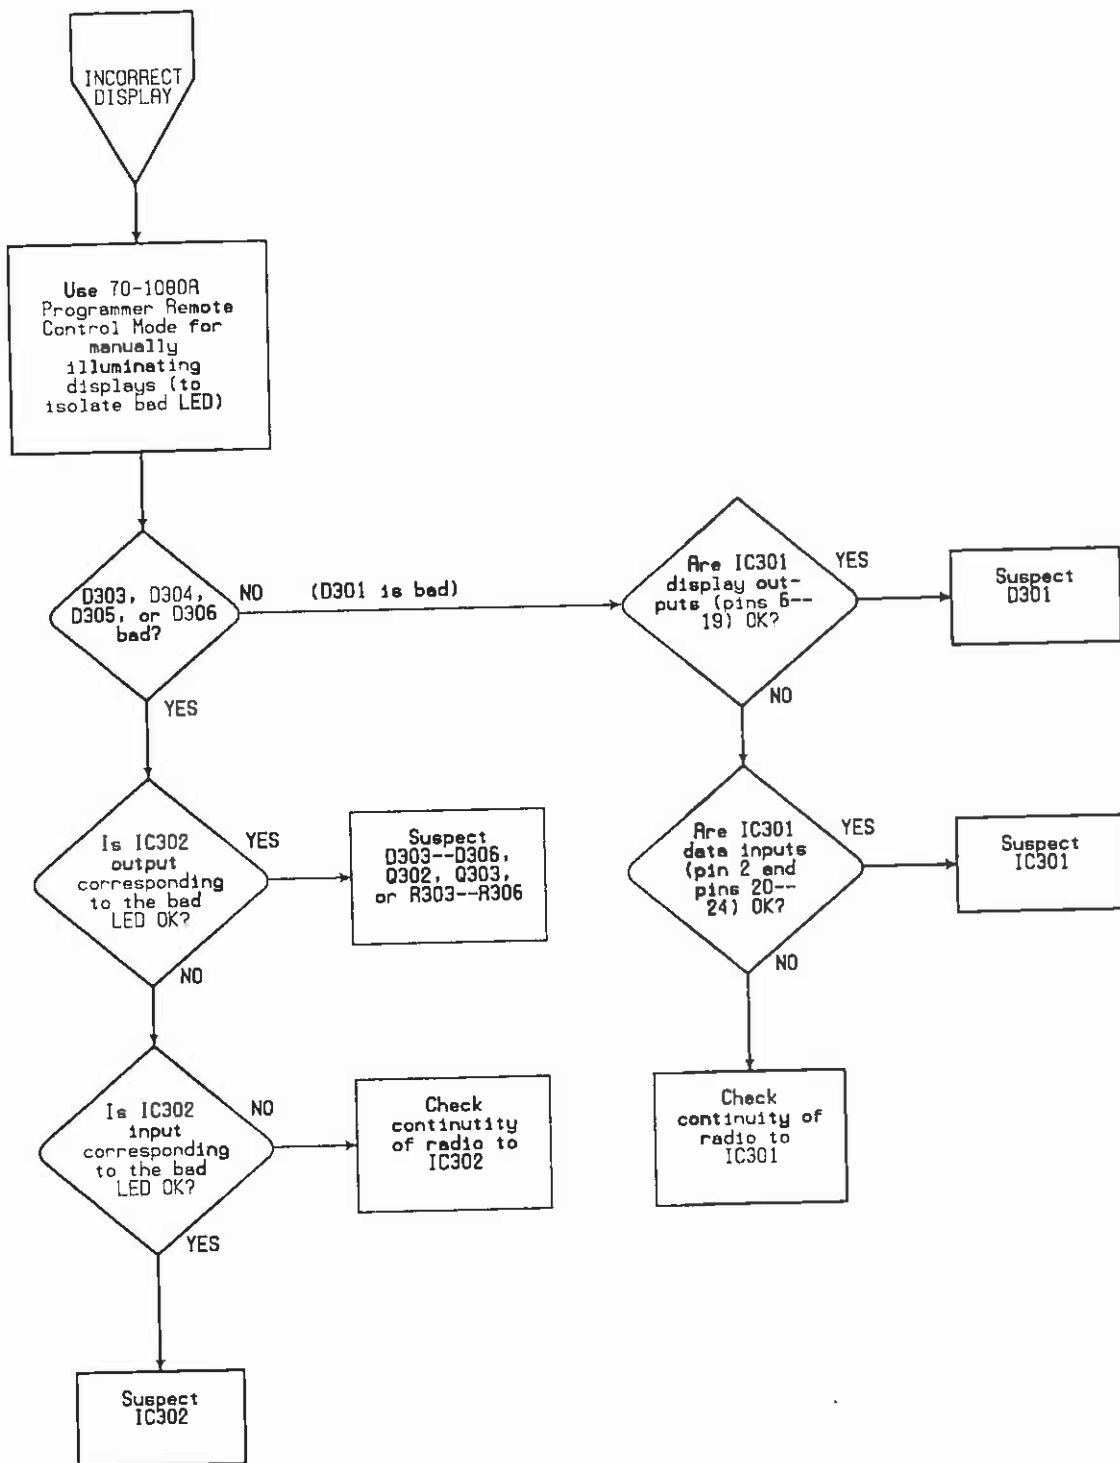 INCORRECT
DISPLAY
Use 70-1080A
Programmer Remote
Control Mode for
manually
illuminating
displays (to
isolate bad LED)
D303, D304,
D305, or D306
bad?
NO
(D301 is bad)
YES
Are IC301
display out-
puts (pins 6--
19) OK?
YES
Suspect
D301
NO
Is IC302
output
corresponding
to the bad
LED OK?
YES
Suspect
D303--D306,
Q302, Q303,
or R303--R306
NO
Are IC301
data inputs
(pin 2 and
pins 20--
24) OK?
YES
Suspect
IC301
NO
Is IC302
input
corresponding
to the bad
LED OK?
NO
Check
continutity
of radio to
IC302
YES
Check
continuity of
radio to
IC301
Suspect
IC302